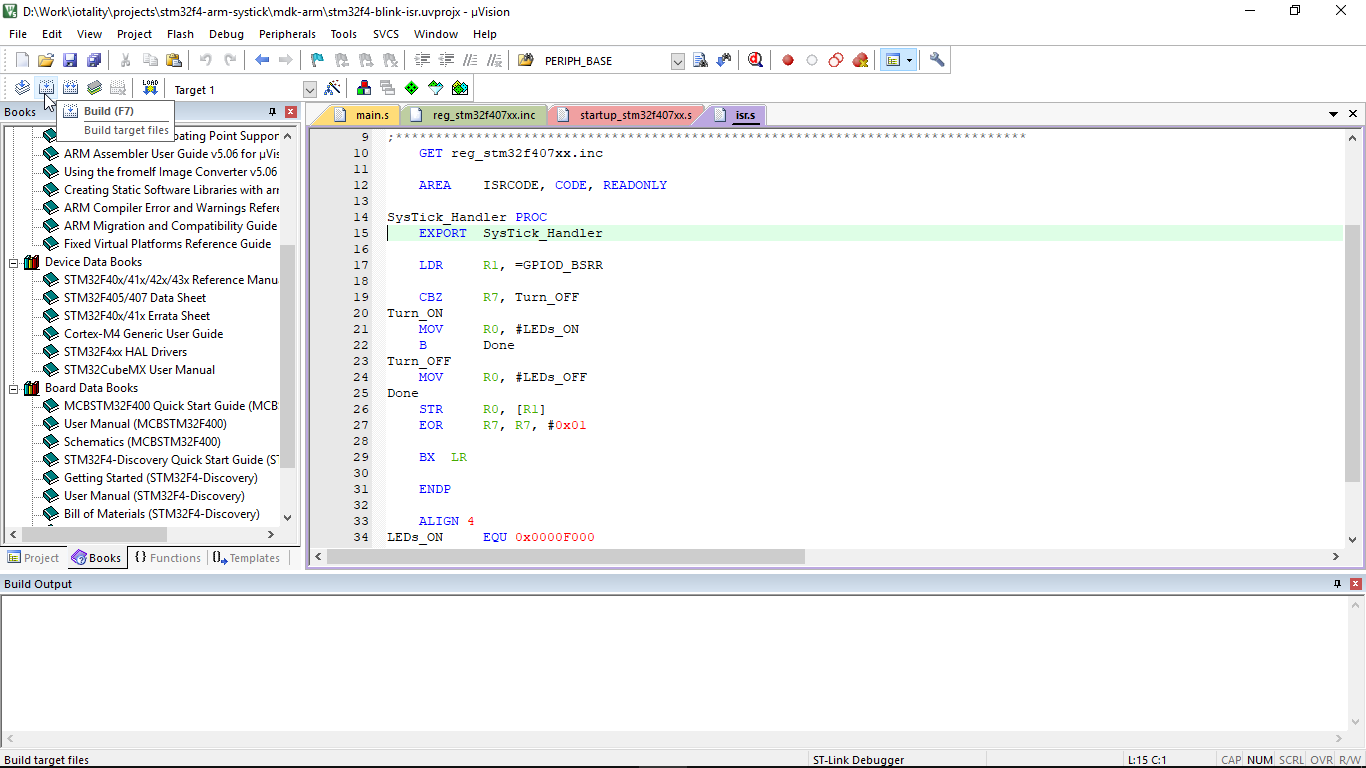 D:\Work\iotality\projects\stm32f4-arm-systick\mdk-arm\stm32f4-blink-isr.uvprojx - µVision
File Edit View Project Flash Debug Peripherals Tools SVCS Window Help
PERIPH_BASE
LOAD Target 1
Books
Build (F7)
Build target files
oating Point Suppor
ARM Assembler User Guide v5.06 for µVis
Using the fromelf Image Converter v5.06
Creating Static Software Libraries with arr
ARM Compiler Error and Warnings Refere
ARM Migration and Compatibility Guide
Fixed Virtual Platforms Reference Guide
Device Data Books
STM32F40x/41x/42x/43x Reference Manu
STM32F405/407 Data Sheet
STM32F40x/41x Errata Sheet
Cortex-M4 Generic User Guide
STM32F4xx HAL Drivers
STM32CubeMX User Manual
Board Data Books
MCBSTM32F400 Quick Start Guide (MCB
User Manual (MCBSTM32F400)
Schematics (MCBSTM32F400)
STM32F4-Discovery Quick Start Guide (ST
Getting Started (STM32F4-Discovery)
User Manual (STM32F4-Discovery)
Bill of Materials (STM32F4-Discovery)
Project Books {} Functions Templates
main.s reg_stm32f407xx.inc startup_stm32f407xx.s isr.s
9 ;*******************************************************************************
10 GET reg_stm32f407xx.inc
11
12 AREA ISRCODE, CODE, READONLY
13
14 SysTick_Handler PROC
15 EXPORT SysTick_Handler
16
17 LDR R1, =GPIOD_BSRR
18
19 CBZ R7, Turn_OFF
20 Turn_ON
21 MOV R0, #LEDs_ON
22 B Done
23 Turn_OFF
24 MOV R0, #LEDs_OFF
25 Done
26 STR R0, [R1]
27 EOR R7, R7, #0x01
28
29 BX LR
30
31 ENDP
32
33 ALIGN 4
34 LEDs_ON EQU 0x0000F000
Build Output
Build target files ST-Link Debugger L:15 C:1 CAP NUM SCRL OVR R/W